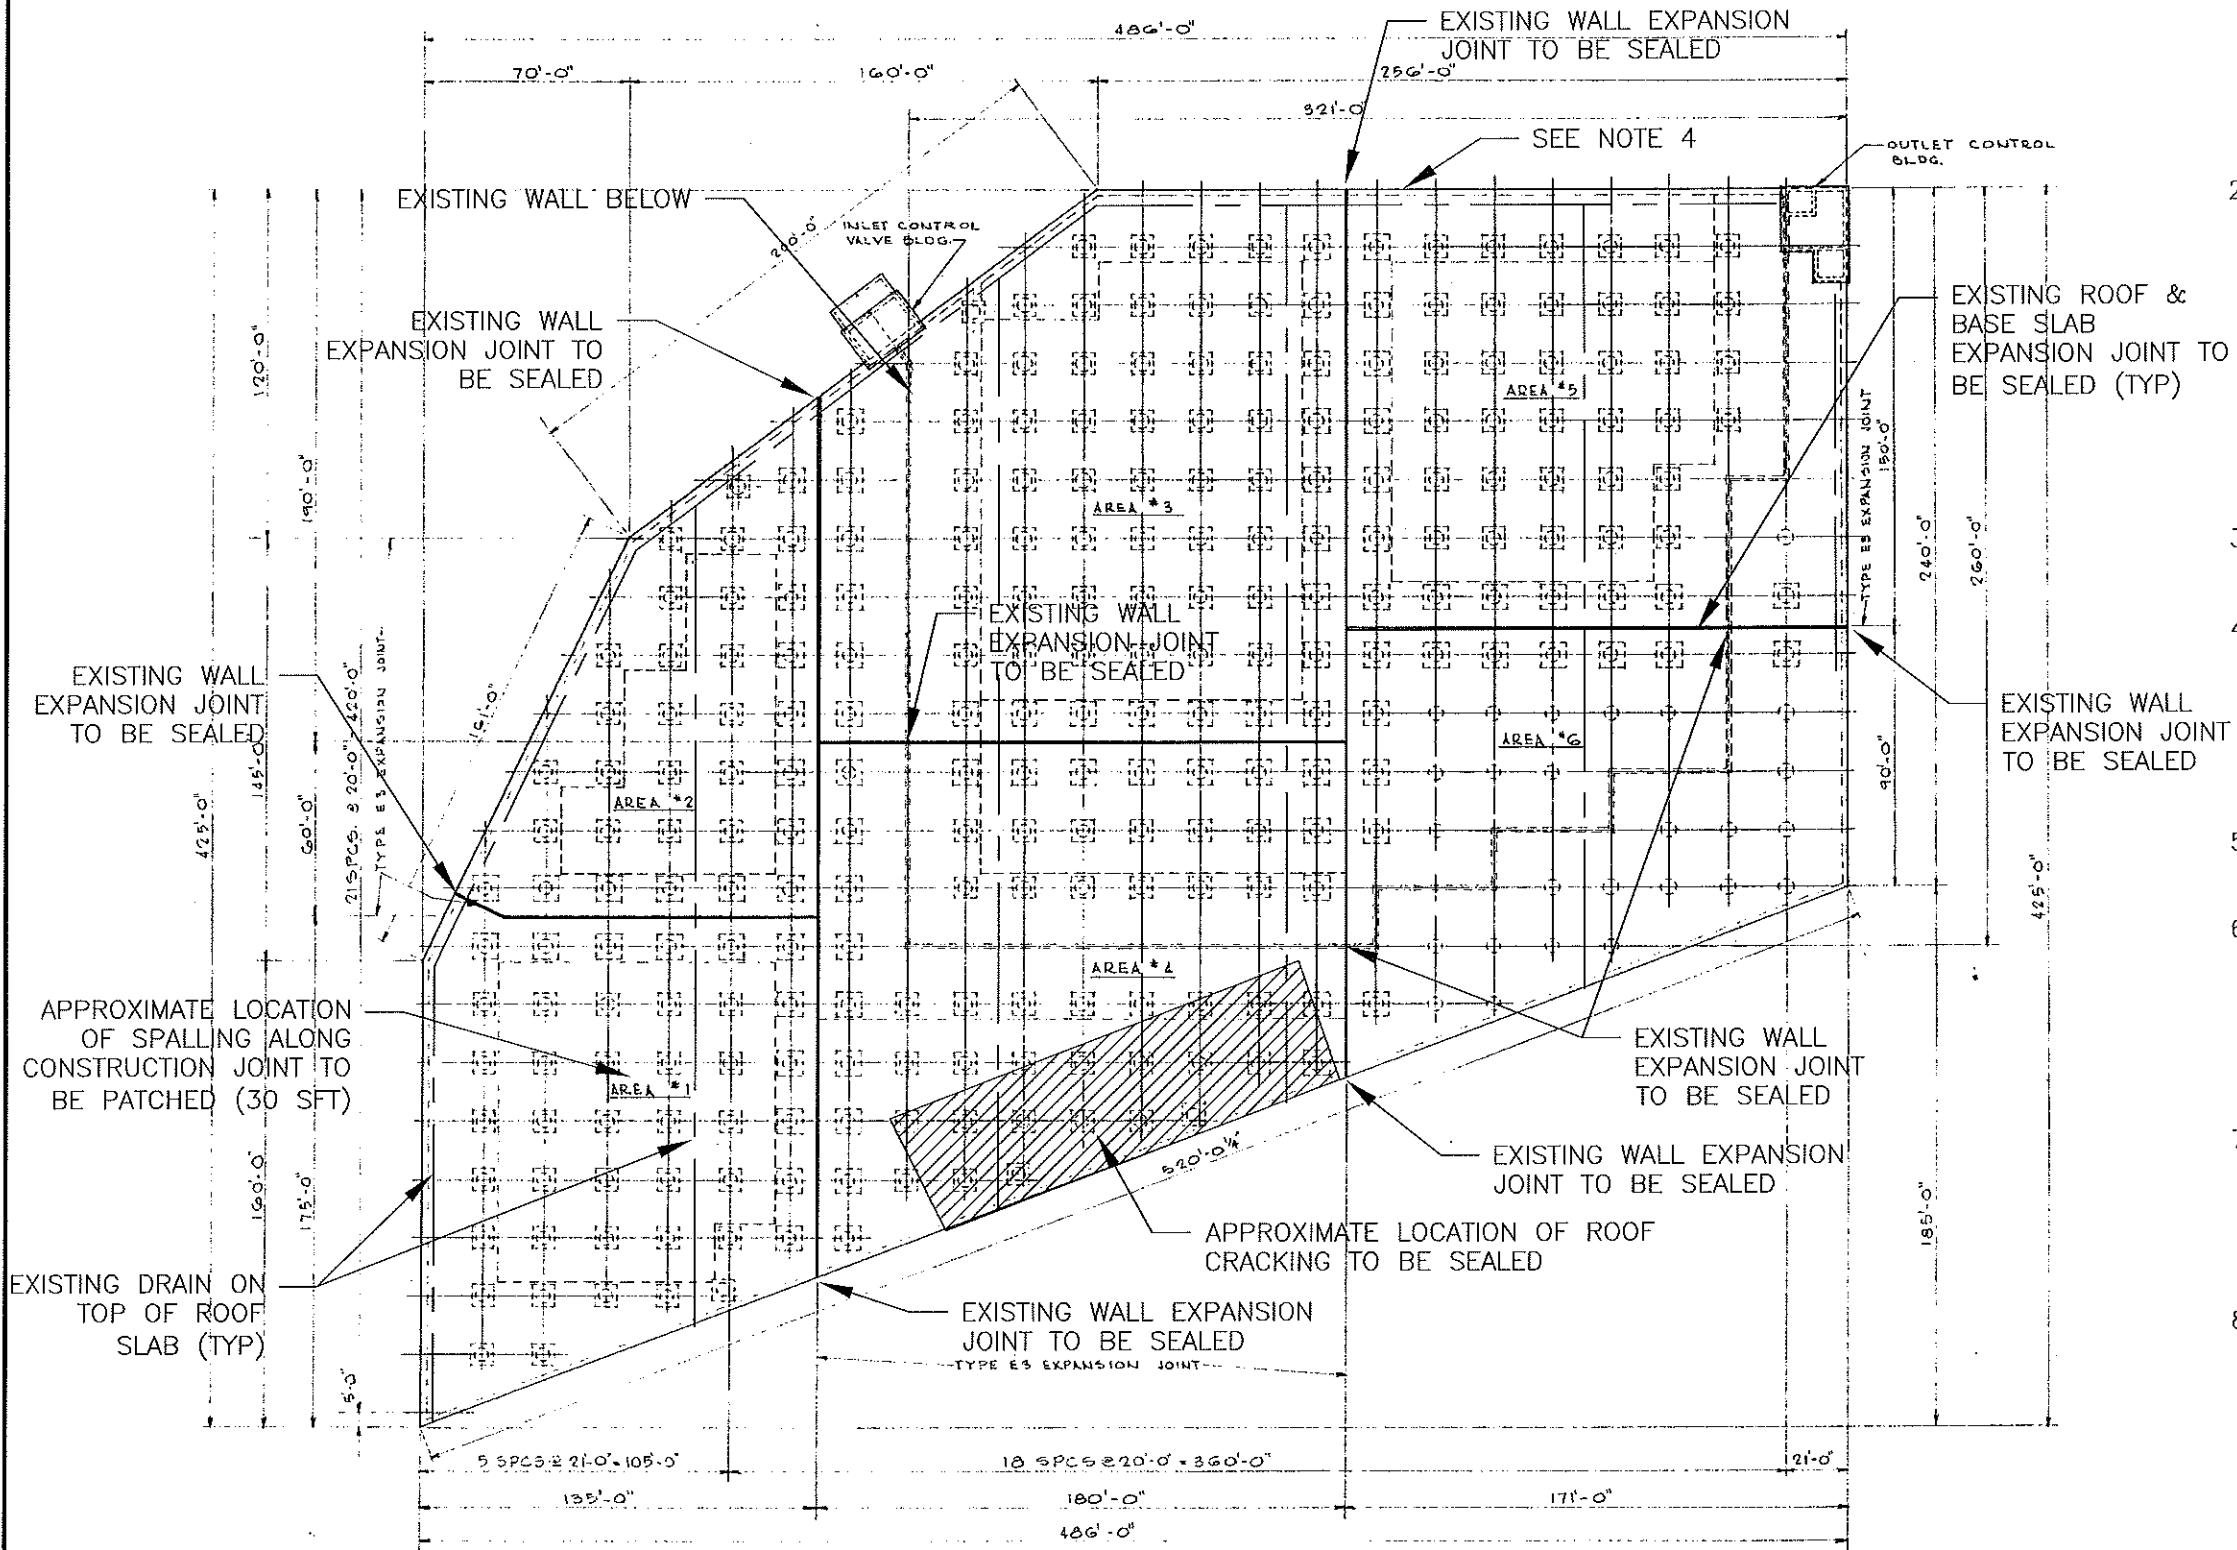 EXISTING WALL EXPANSION
JOINT TO BE SEALED
486'-0"
70'-0"
160'-0"
256'-0"
321'-0"
SEE NOTE 4
OUTLET CONTROL
BLDG.
EXISTING WALL BELOW
INLET CONTROL
VALVE BLDG.
EXISTING WALL
EXPANSION JOINT TO
BE SEALED
EXISTING ROOF &
BASE SLAB
EXPANSION JOINT TO
BE SEALED (TYP)
120'-0"
190'-0"
AREA #5
TYPE E3 EXPANSION JOINT
150'-0"
AREA #3
240'-0"
260'-0"
EXISTING WALL
EXPANSION JOINT
TO BE SEALED
EXISTING WALL
EXPANSION JOINT
TO BE SEALED
425'-0"
145'-0"
60'-0"
21 SPCS. @ 20'-0" = 420'-0"
TYPE E3 EXPANSION JOINT
AREA #2
AREA #6
90'-0"
EXISTING WALL
EXPANSION JOINT
TO BE SEALED
425'-0"
AREA #4
APPROXIMATE LOCATION
OF SPALLING ALONG
CONSTRUCTION JOINT TO
BE PATCHED (30 SFT)
AREA #1
EXISTING WALL
EXPANSION JOINT
TO BE SEALED
160'-0"
175'-0"
520'-0 1/4"
EXISTING WALL EXPANSION
JOINT TO BE SEALED
185'-0"
APPROXIMATE LOCATION OF ROOF
CRACKING TO BE SEALED
EXISTING DRAIN ON
TOP OF ROOF
SLAB (TYP)
EXISTING WALL EXPANSION
JOINT TO BE SEALED
TYPE E3 EXPANSION JOINT
5'-0"
5 SPCS @ 21'-0" = 105'-0"
18 SPCS @ 20'-0" = 360'-0"
21'-0"
135'-0"
180'-0"
171'-0"
486'-0"